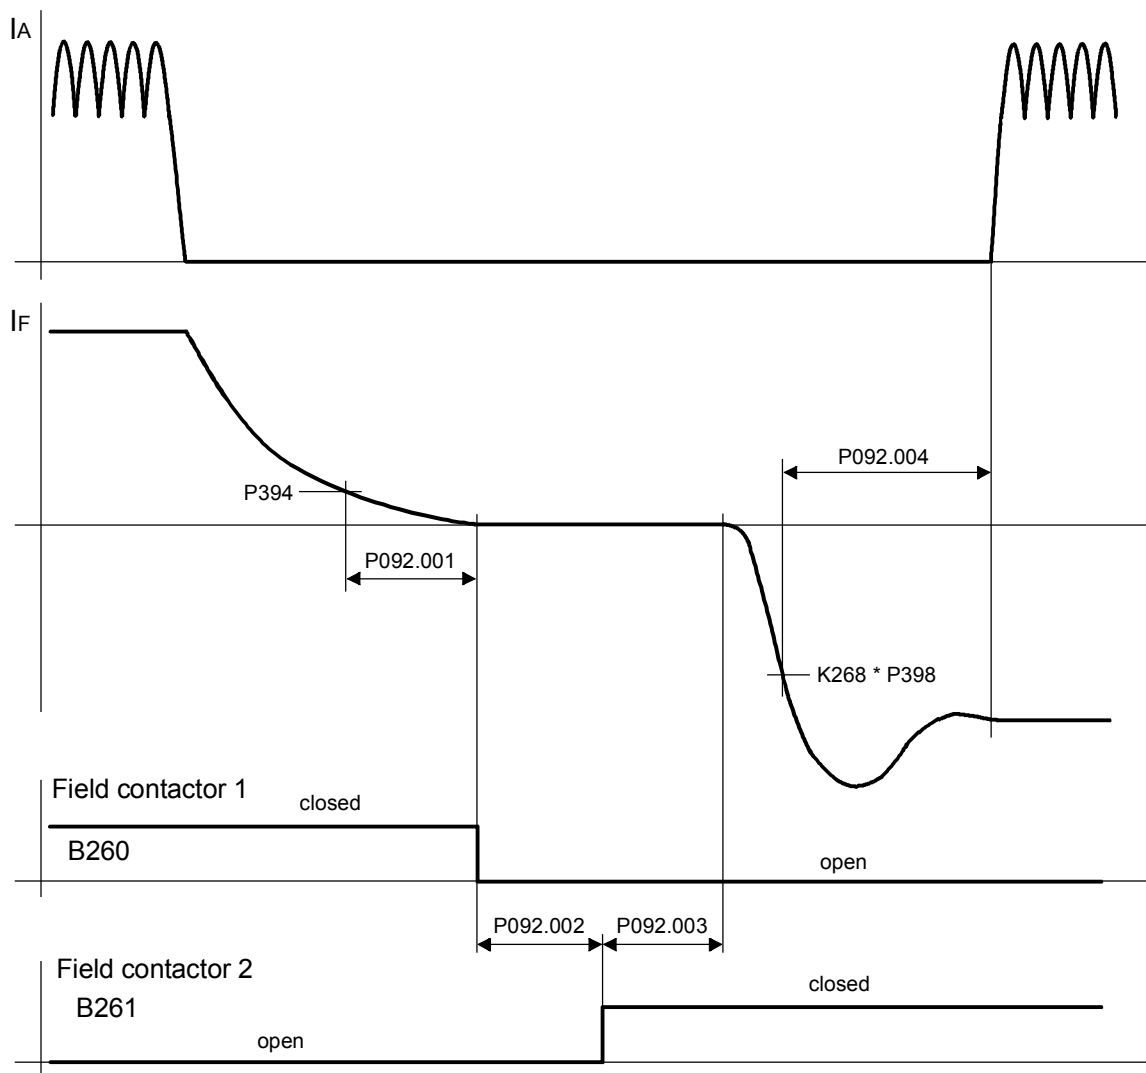 IA
IF
P092.004
P394
P092.001
K268 * P398
Field contactor 1
closed
B260
open
P092.002
P092.003
Field contactor 2
closed
B261
open